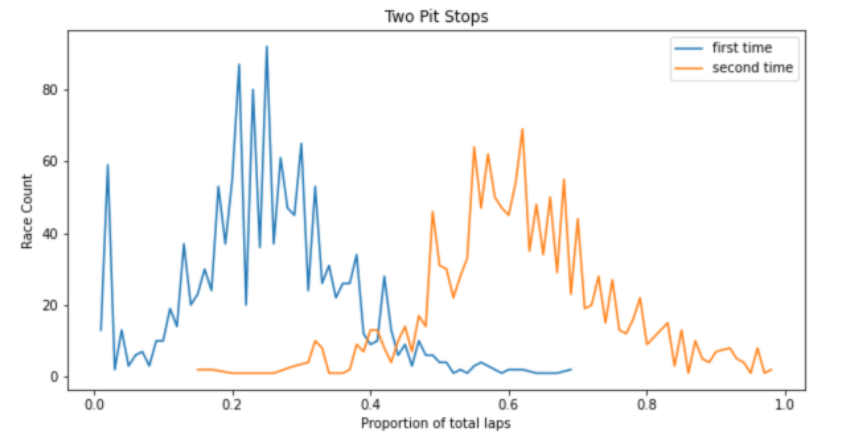 Two Pit Stops
first time
second time
Race Count
80
60
40
20
0
0.0 0.2 0.4 0.6 0.8 1.0
Proportion of total laps